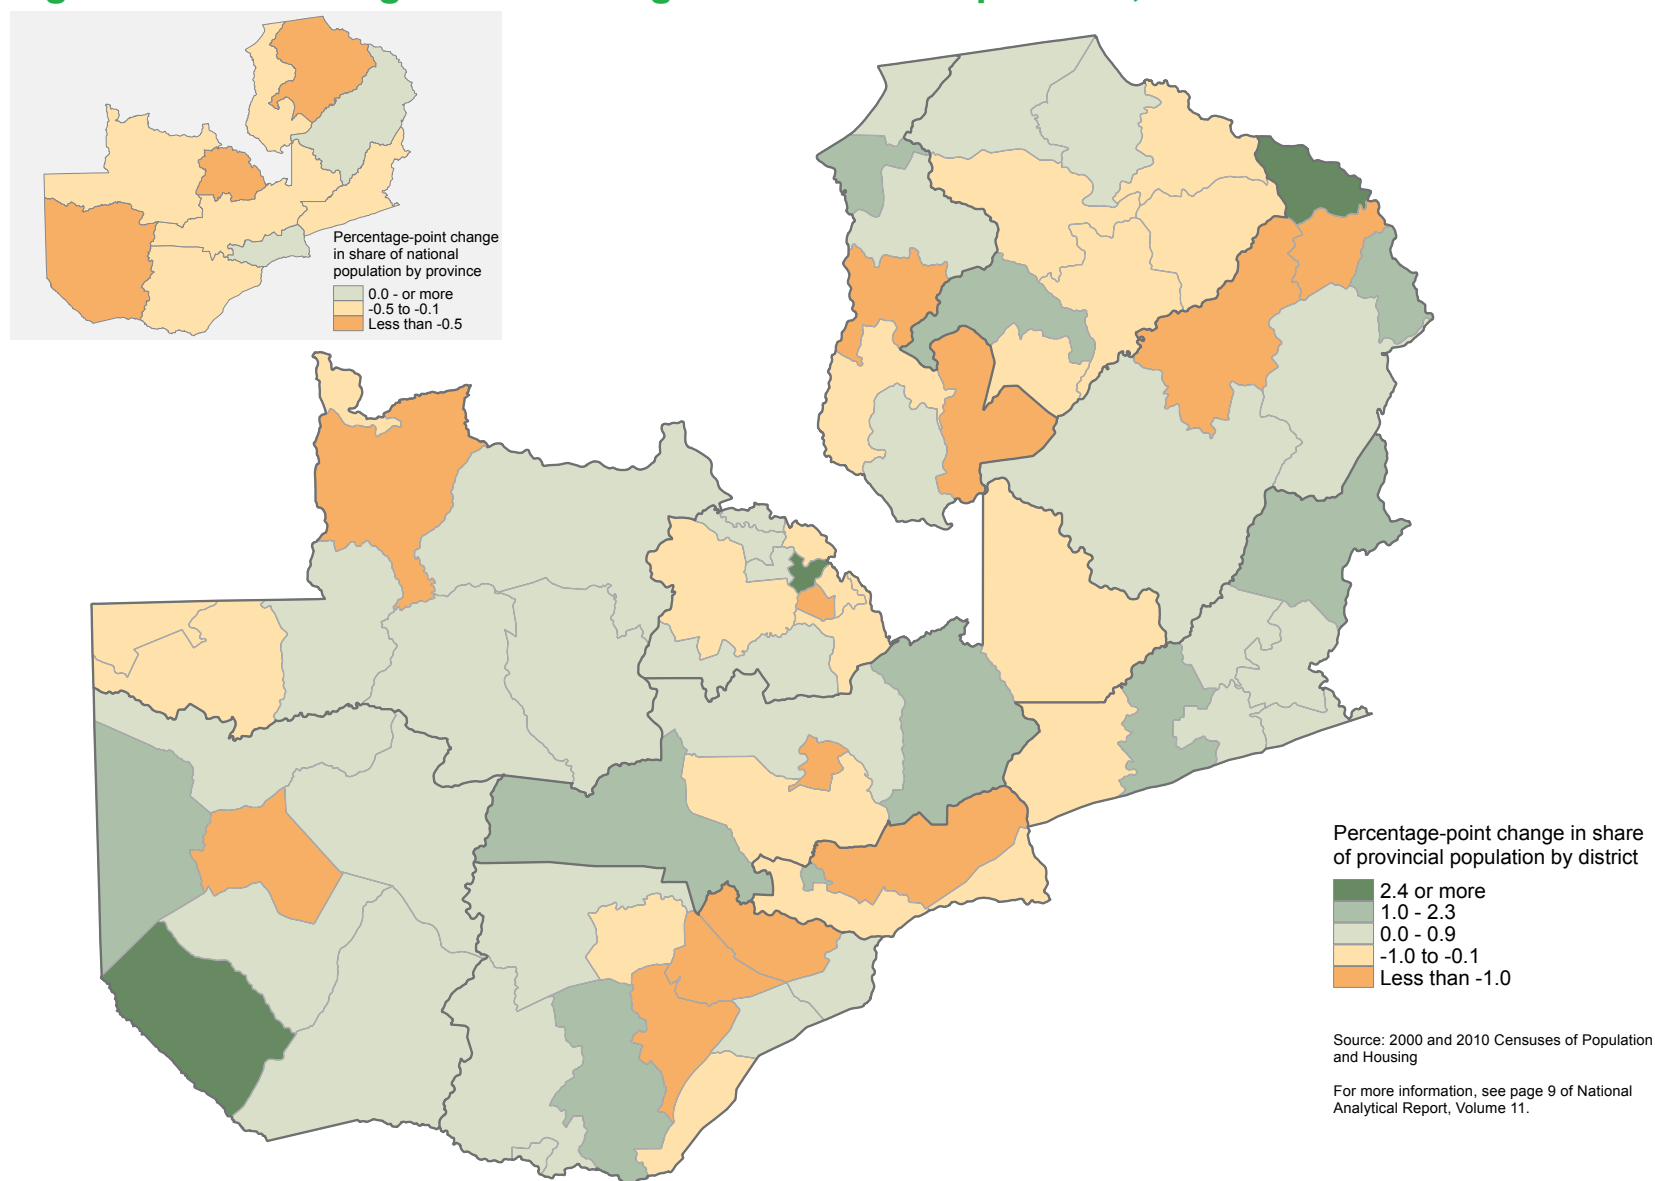 Percentage-point change
in share of national
population by province
0.0 - or more
-0.5 to -0.1
Less than -0.5
Percentage-point change in share
of provincial population by district
2.4 or more
1.0 - 2.3
0.0 - 0.9
-1.0 to -0.1
Less than -1.0
Source: 2000 and 2010 Censuses of Population
and Housing
For more information, see page 9 of National
Analytical Report, Volume 11.